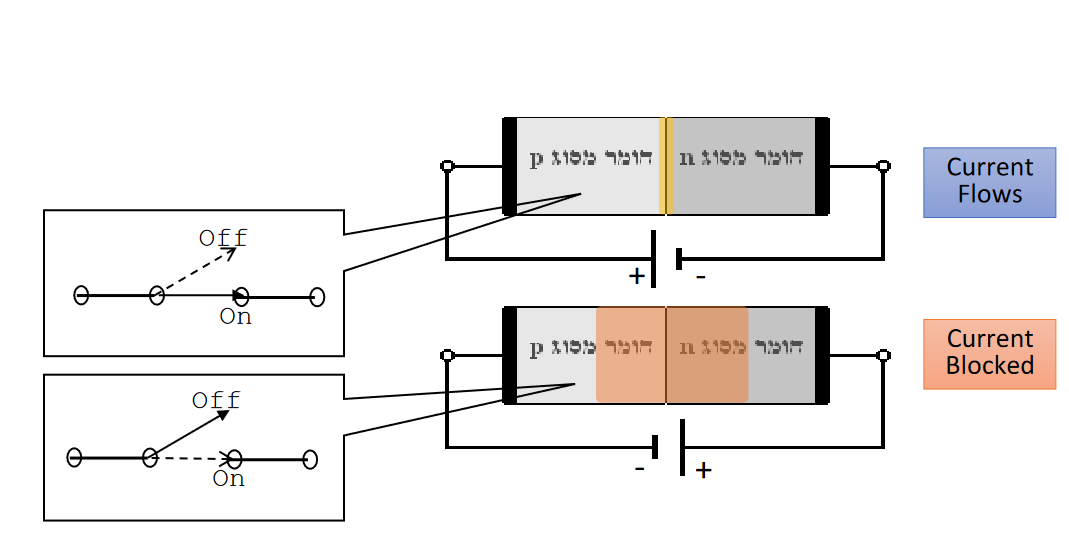 חומר מסוג p
חומר מסוג n
Current
Flows
+
-
Off
On
חומר מסוג p
חומר מסוג n
Current
Blocked
-
+
Off
On